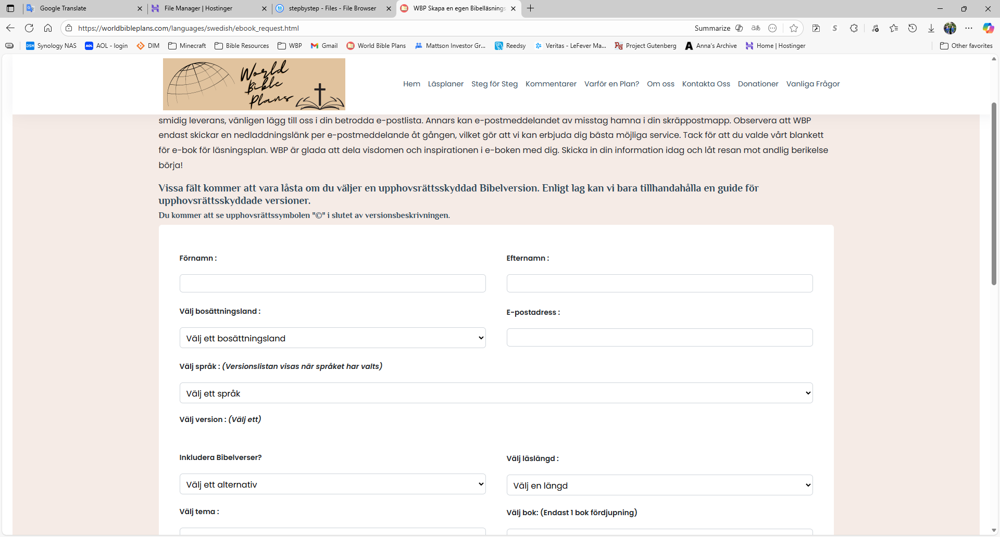 Google Translate
File Manager | Hostinger
stepbystep - Files - File Browser
WBP Skapa en egen Bibelläsnings
https://worldbibleplans.com/languages/swedish/ebook_request.html
Summarize
Synology NAS
AOL - login
DIM
Minecraft
Bible Resources
WBP
Gmail
World Bible Plans
Mattson Investor Gr...
Reedsy
Veritas - LeFever Ma...
Project Gutenberg
Anna's Archive
Home | Hostinger
Other favorites
World
Bible
Plans
Hem Läsplaner Steg för Steg Kommentarer Varför en Plan? Om oss Kontakta Oss Donationer Vanliga Frågor
smidig leverans, vänligen lägg till oss i din betrodda e-postlista. Annars kan e-postmeddelandet av misstag hamna i din skräppostmapp. Observera att WBP
endast skickar en nedladdningslänk per e-postmeddelande åt gången, vilket gör att vi kan erbjuda dig bästa möjliga service. Tack för att du valde vårt blankett
för e-bok för läsningsplan. WBP är glada att dela visdomen och inspirationen i e-boken med dig. Skicka in din information idag och låt resan mot andlig berikelse
börja!
Vissa fält kommer att vara låsta om du väljer en upphovsrättsskyddad Bibelversion. Enligt lag kan vi bara tillhandahålla en guide för
upphovsrättsskyddade versioner.
Du kommer att se upphovsrättssymbolen "©" i slutet av versionsbeskrivningen.
Förnamn :
Efternamn :
Välj bosättningsland :
E-postadress :
Välj ett bosättningsland
Välj språk : (Versionslistan visas när språket har valts)
Välj ett språk
Välj version : (Välj ett)
Inkludera Bibelverser?
Välj läslängd :
Välj ett alternativ
Välj en längd
Välj tema :
Välj bok: (Endast 1 bok fördjupning)